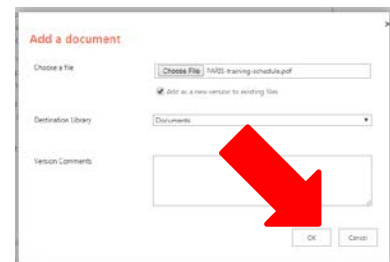 Add a document
Choose a file
Choose File PARIS-training-schedule.pdf
Add as a new version to existing files
Destination Library
Documents
Version Comments
OK
Cancel